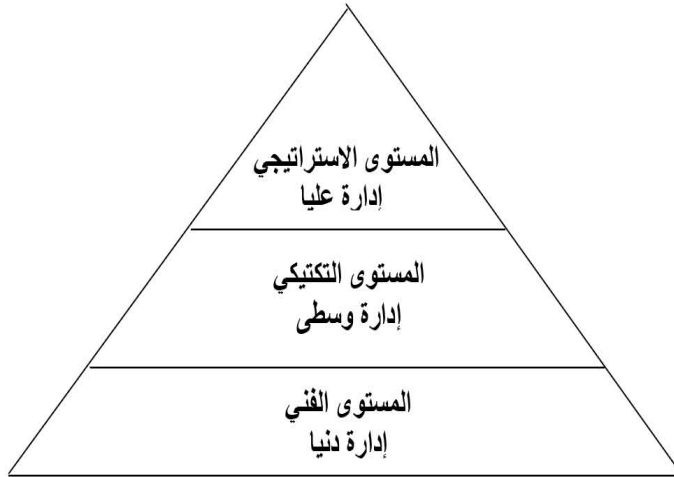 المستوى الاستراتيجي
إدارة عليا
المستوى التكتيكي
إدارة وسطى
المستوى الفني
إدارة دنيا